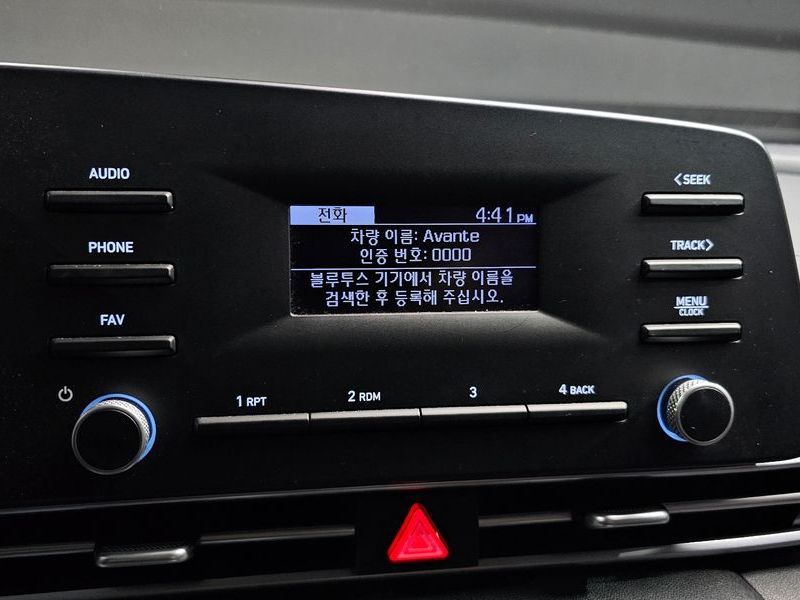 AUDIO
PHONE
FAV
전화 4:41 PM
차량 이름: Avante
인증 번호: 0000
블루투스 기기에서 차량 이름을
검색한 후 등록해 주십시오.
<SEEK
TRACK>
MENU
CLOCK
1 RPT
2 RDM
3
4 BACK